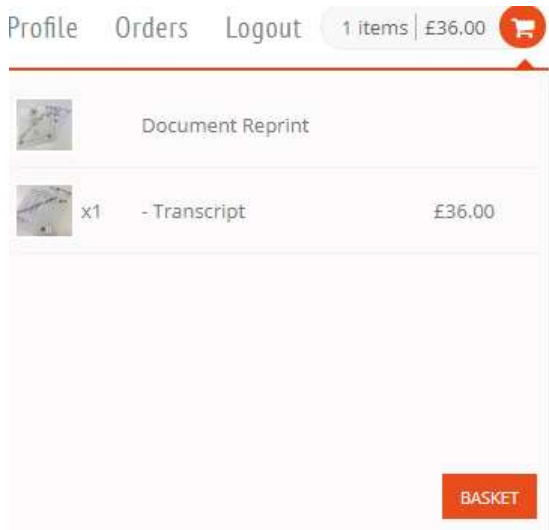 Profile Orders Logout 1 items £36.00
Document Reprint
x1 - Transcript £36.00
BASKET